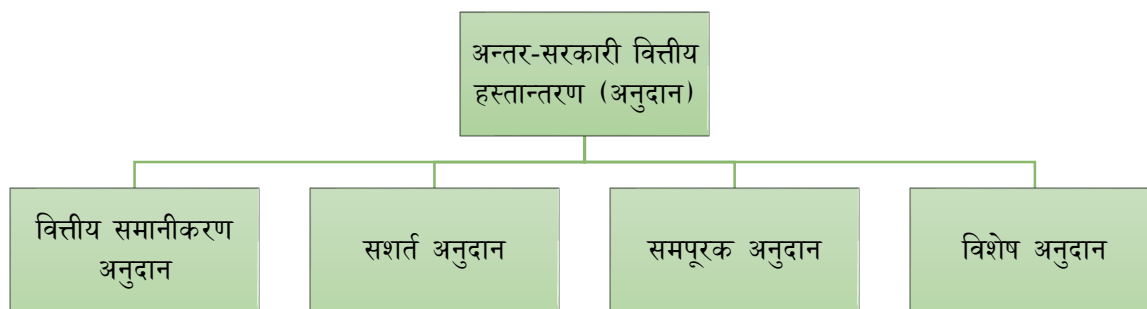 अन्तर-सरकारी वित्तीय
हस्तान्तरण (अनुदान)
वित्तीय समानीकरण
अनुदान
सशर्त अनुदान
समपूरक अनुदान
विशेष अनुदान